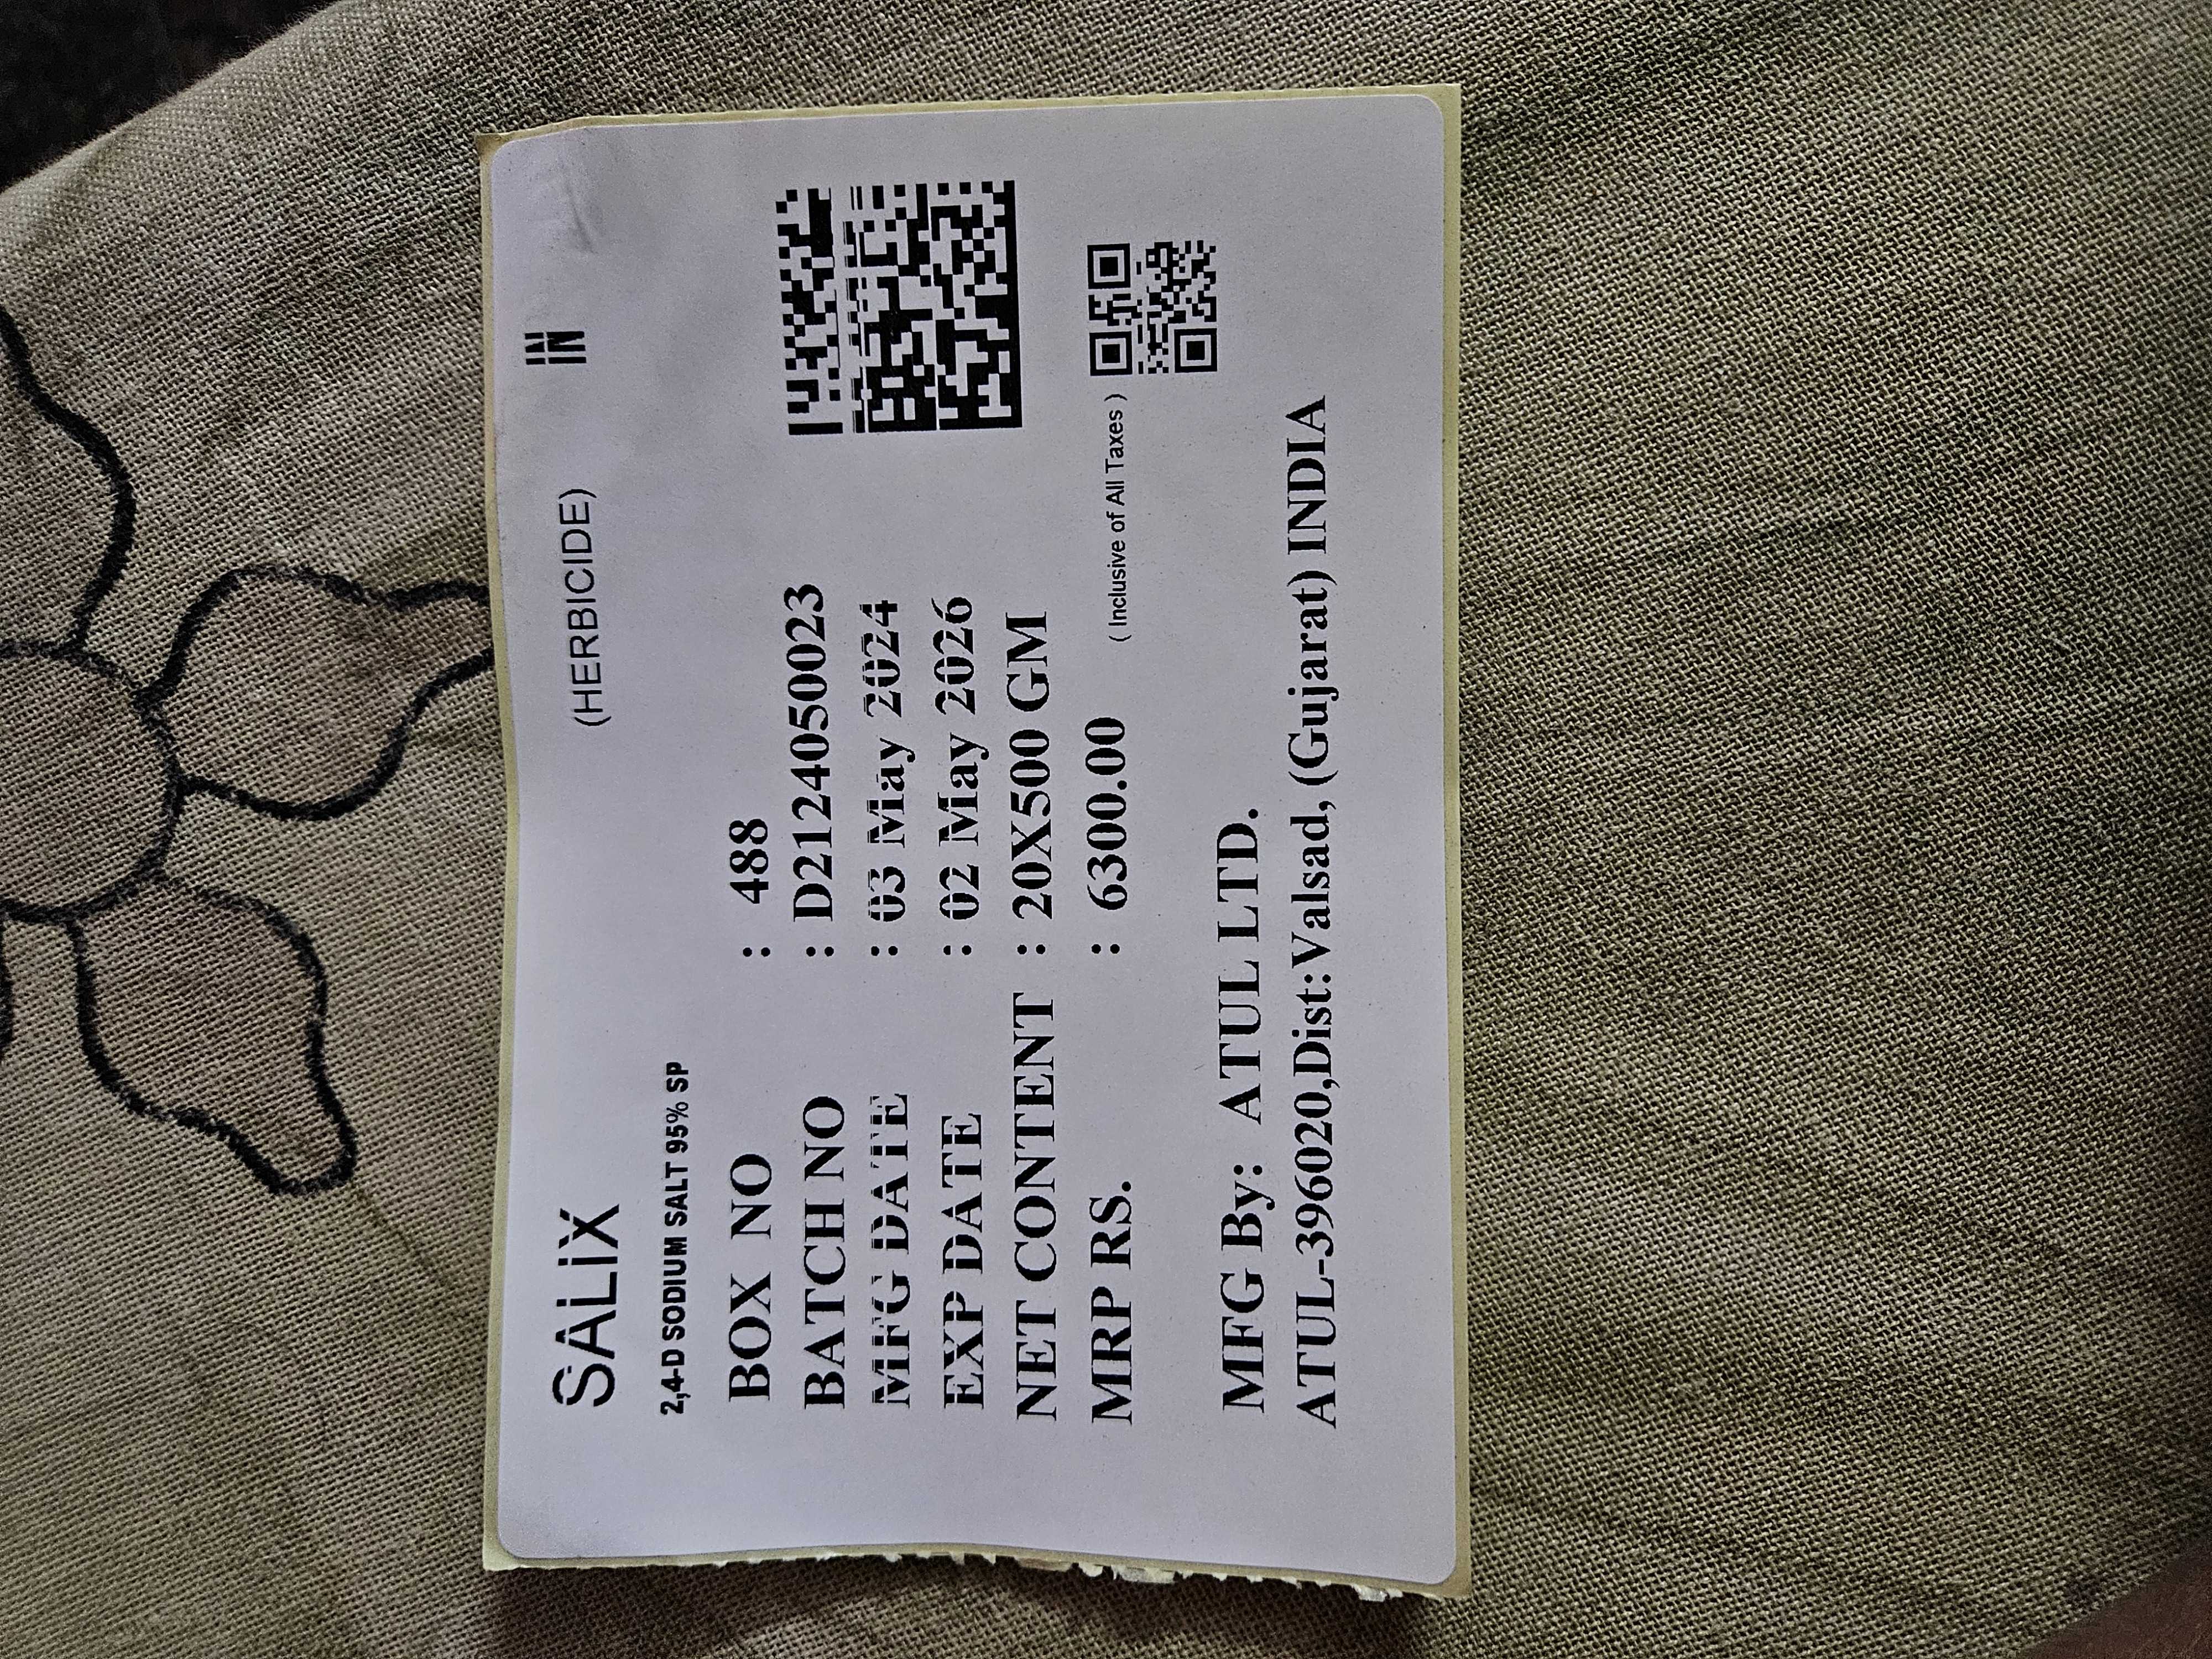 SALIX (HERBICIDE) IN
2,4-D SODIUM SALT 95% SP
BOX NO : 488
BATCH NO : D2124050023
MFG DATE : 03 May 2024
EXP DATE : 02 May 2026
NET CONTENT : 20X500 GM
MRP RS. : 6300.00 ( Inclusive of All Taxes )
MFG By: ATUL LTD.
ATUL-396020,Dist:Valsad, (Gujarat) INDIA